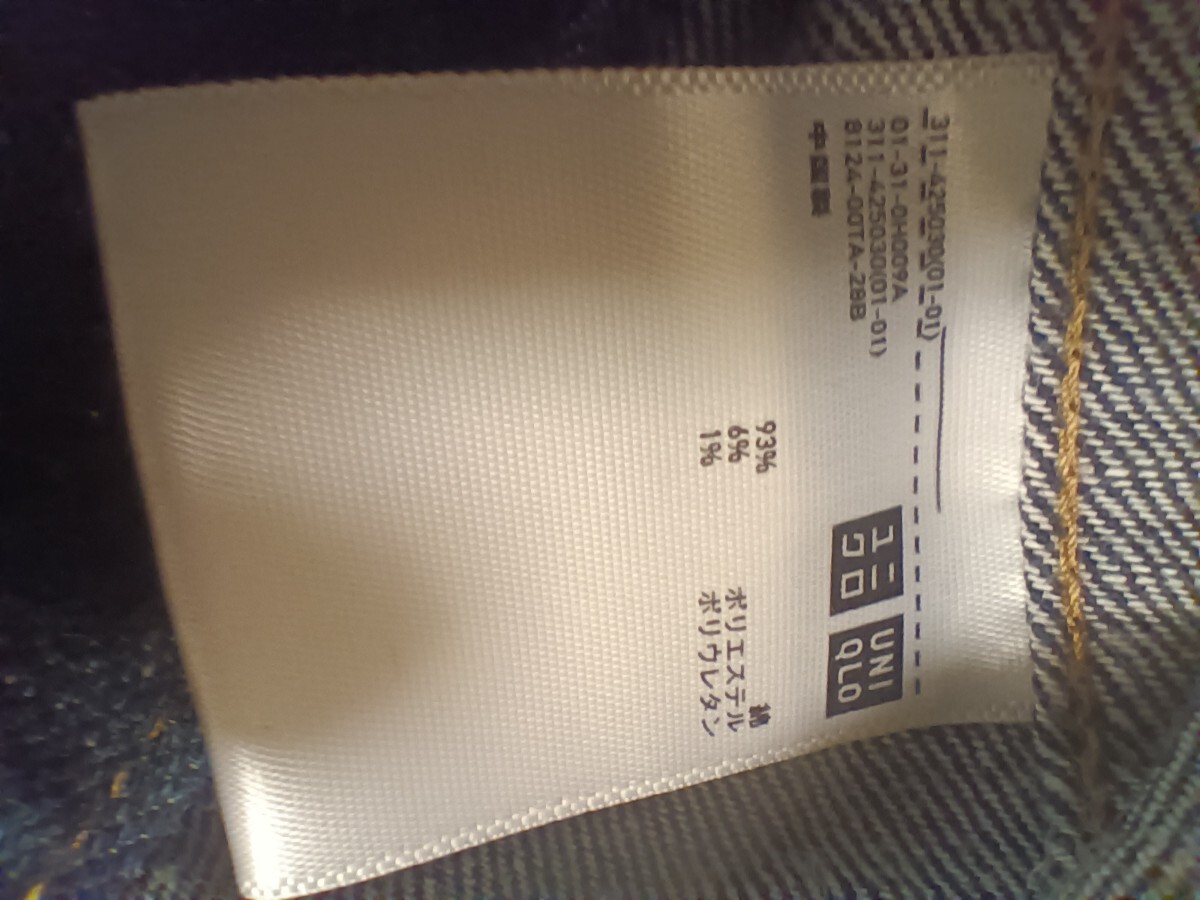 311-425030(01-01)
ユニ
クロ
UNI
QLO
01-31-0H009A
311-425030(01-01)
8124-00TA-28B
中国製
綿 93%
ポリエステル 6%
ポリウレタン 1%